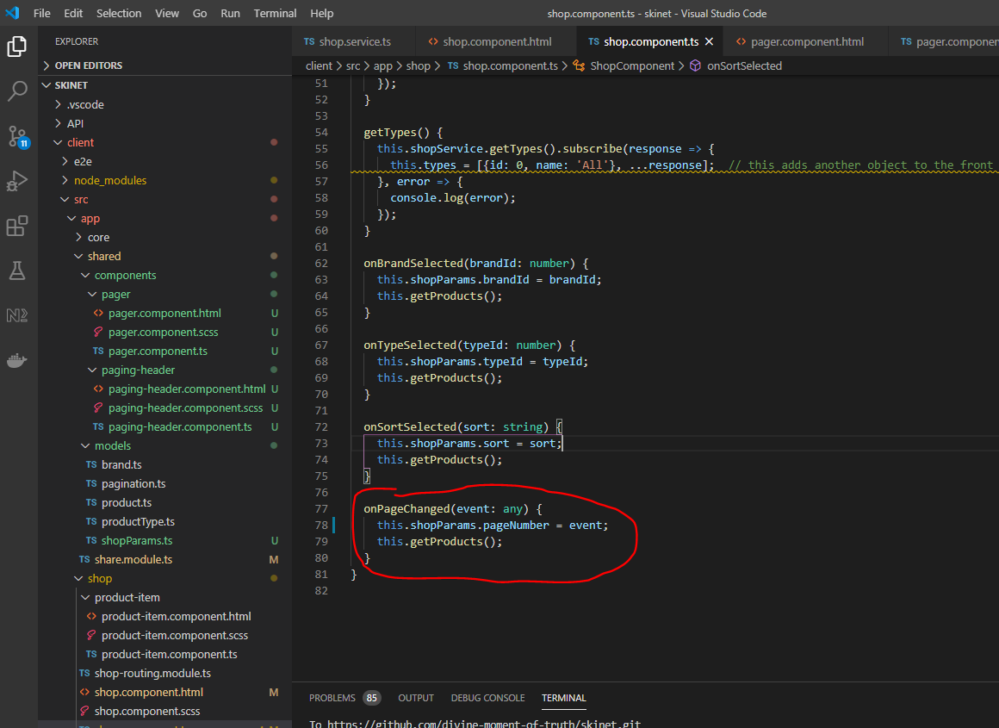 File Edit Selection View Go Run Terminal Help shop.component.ts - skinet - Visual Studio Code
EXPLORER
OPEN EDITORS
SKINET
.vscode
API
client
e2e
node_modules
src
app
core
shared
components
pager
pager.component.html U
pager.component.scss U
TS pager.component.ts U
paging-header
paging-header.component.html U
paging-header.component.scss U
TS paging-header.component.ts U
models
TS brand.ts
TS pagination.ts
TS product.ts
TS productType.ts
TS shopParams.ts U
TS share.module.ts M
shop
product-item
product-item.component.html
product-item.component.scss
TS product-item.component.ts
TS shop-routing.module.ts
shop.component.html M
shop.component.scss
11
TS shop.service.ts shop.component.html TS shop.component.ts pager.component.html TS pager.componen
client > src > app > shop > TS shop.component.ts > ShopComponent > onSortSelected
51 });
52 }
53
54 getTypes() {
55 this.shopService.getTypes().subscribe(response => {
56 this.types = [{id: 0, name: 'All'}, ...response]; // this adds another object to the front
57 }, error => {
58 console.log(error);
59 });
60 }
61
62 onBrandSelected(brandId: number) {
63 this.shopParams.brandId = brandId;
64 this.getProducts();
65 }
66
67 onTypeSelected(typeId: number) {
68 this.shopParams.typeId = typeId;
69 this.getProducts();
70 }
71
72 onSortSelected(sort: string) {
73 this.shopParams.sort = sort;
74 this.getProducts();
75 }
76
77 onPageChanged(event: any) {
78 this.shopParams.pageNumber = event;
79 this.getProducts();
80 }
81 }
82
PROBLEMS 85 OUTPUT DEBUG CONSOLE TERMINAL
To https://github.com/divine-moment-of-truth/skinet.git